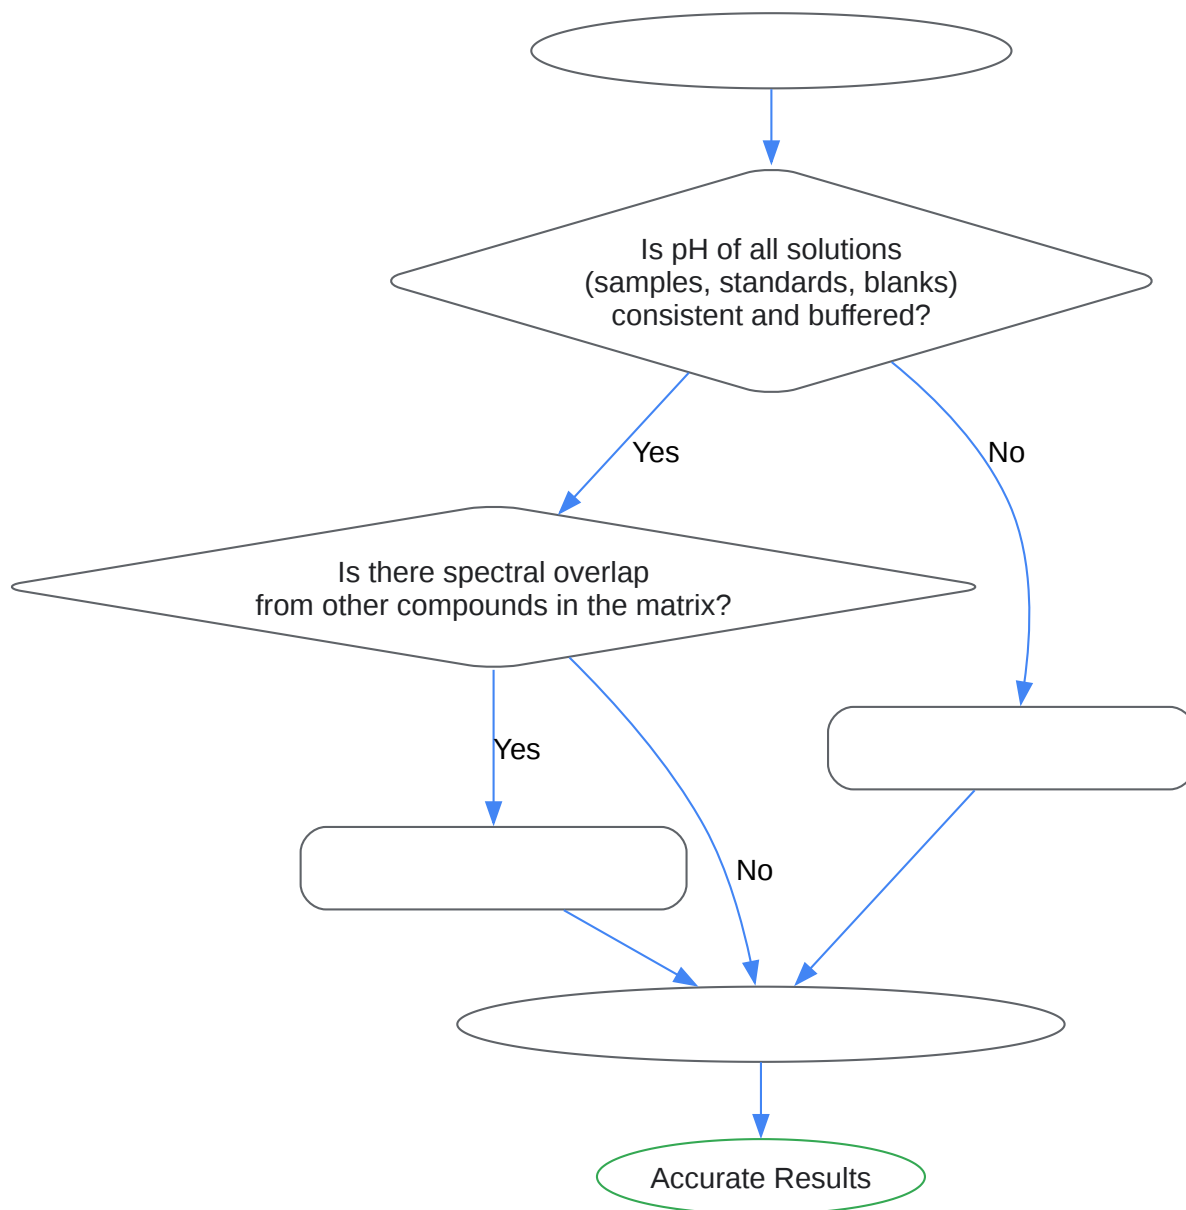 Is pH of all solutions
(samples, standards, blanks)
consistent and buffered?
Yes
No
Is there spectral overlap
from other compounds in the matrix?
Yes
No
Accurate Results